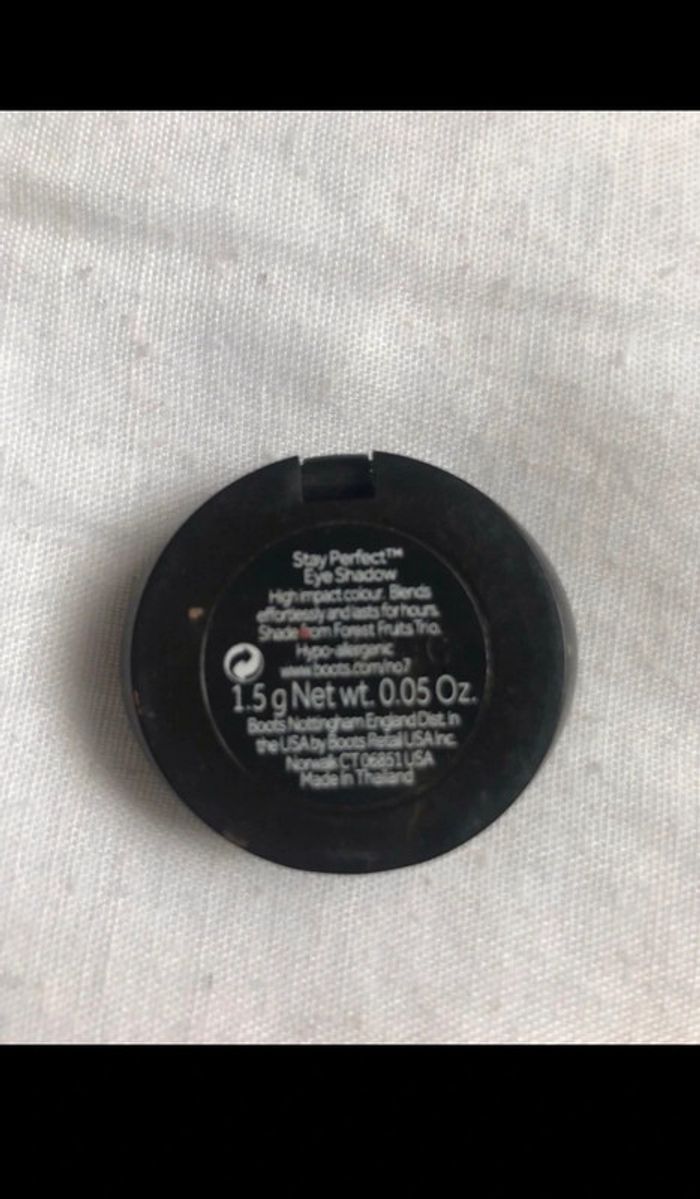 Stay Perfect™
Eye Shadow
High impact colour. Blends
effortlessly and lasts for hours.
Shade from Forest Fruits Trio.
Hypo-allergenic
www.boots.com/no7
1.5 g Net wt. 0.05 Oz.
Boots Nottingham England Dist. in
the USA by Boots Retail USA Inc.
Norwalk CT 06851 USA
Made in Thailand